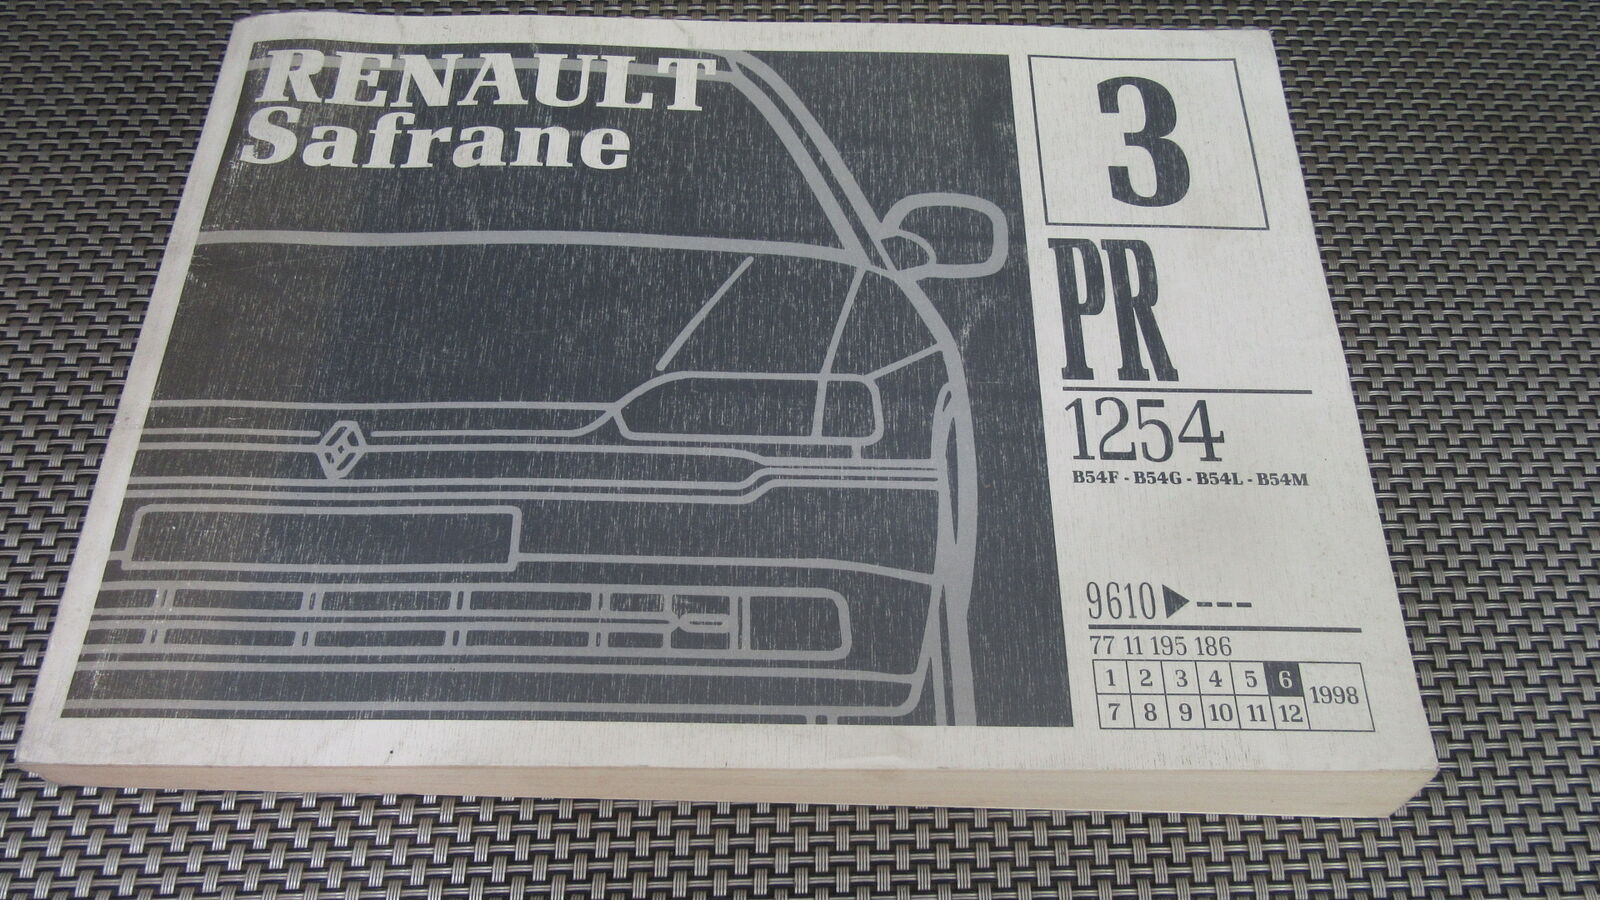 RENAULT
Safrane
3
PR
1254
B54F - B54G - B54L - B54M
9610 ▶ ---
77 11 195 186
1 2 3 4 5 6
7 8 9 10 11 12
1998